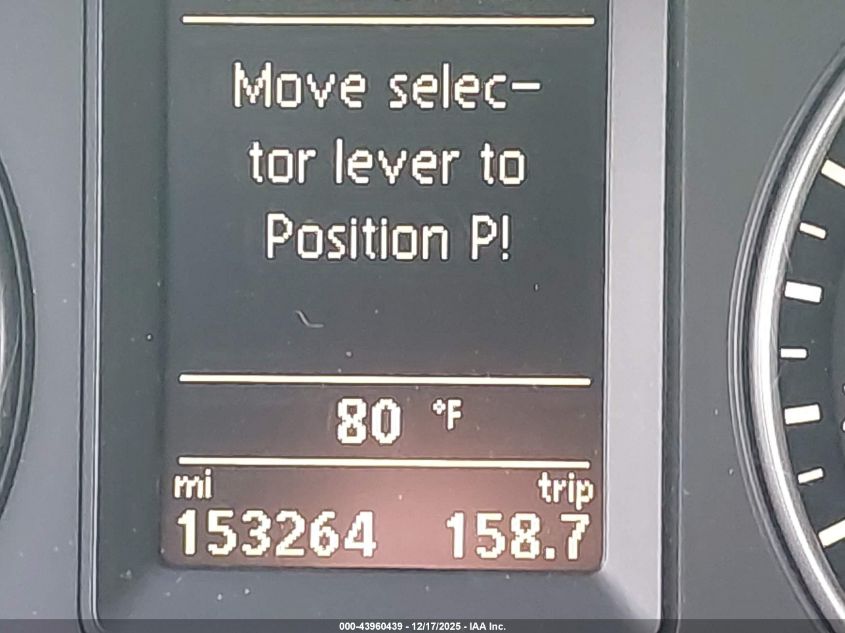 Move selec-
tor lever to
Position P!
80 °F
mi trip
153264 158.7
000-43960439 - 12/17/2025 - IAA Inc.